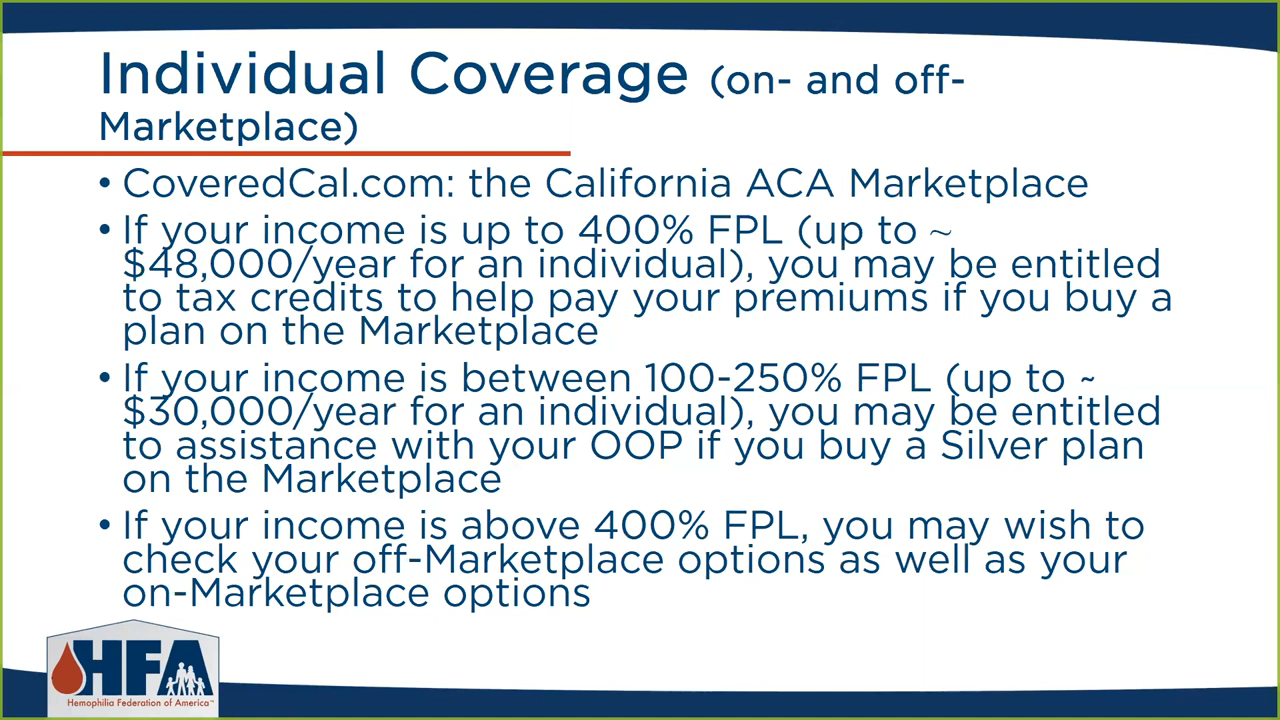 Individual Coverage (on- and off-
Marketplace)
• CoveredCal.com: the California ACA Marketplace
• If your income is up to 400% FPL (up to ~
$48,000/year for an individual), you may be entitled
to tax credits to help pay your premiums if you buy a
plan on the Marketplace
• If your income is between 100-250% FPL (up to ~
$30,000/year for an individual), you may be entitled
to assistance with your OOP if you buy a Silver plan
on the Marketplace
• If your income is above 400% FPL, you may wish to
check your off-Marketplace options as well as your
on-Marketplace options
HFA
Hemophilia Federation of America™